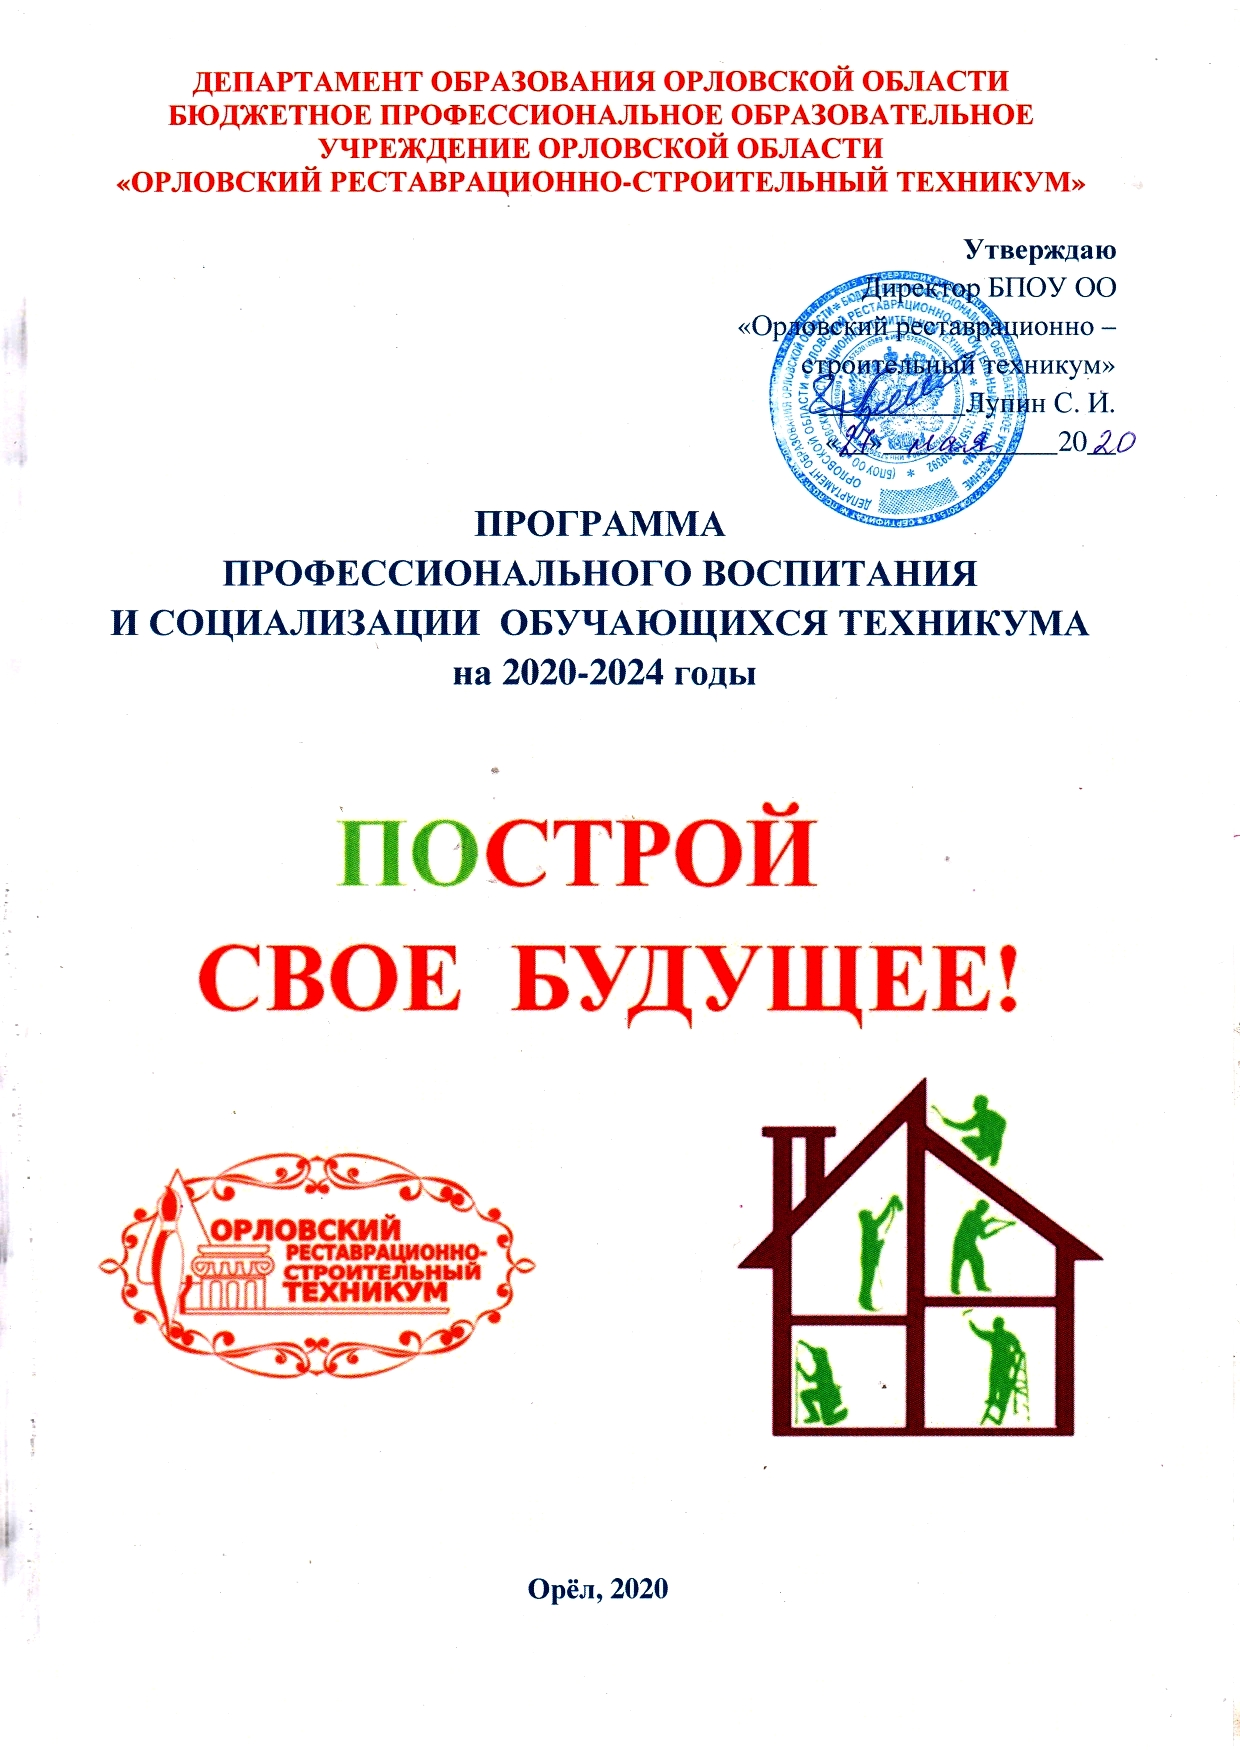 ДЕПАРТАМЕНТ ОБРАЗОВАНИЯ ОРЛОВСКОЙ ОБЛАСТИ
БЮДЖЕТНОЕ ПРОФЕССИОНАЛЬНОЕ ОБРАЗОВАТЕЛЬНОЕ
УЧРЕЖДЕНИЕ ОРЛОВСКОЙ ОБЛАСТИ
«ОРЛОВСКИЙ РЕСТАВРАЦИОННО-СТРОИТЕЛЬНЫЙ ТЕХНИКУМ»
Утверждаю
Директор БПОУ ОО
«Орловский реставрационно –
строительный техникум»
Лупин С. И.
«27» мая 2020
ПРОГРАММА
ПРОФЕССИОНАЛЬНОГО ВОСПИТАНИЯ
И СОЦИАЛИЗАЦИИ ОБУЧАЮЩИХСЯ ТЕХНИКУМА
на 2020-2024 годы
ПОСТРОЙ
СВОЕ БУДУЩЕЕ!
ОРЛОВСКИЙ
РЕСТАВРАЦИОННО-
СТРОИТЕЛЬНЫЙ
ТЕХНИКУМ
Орёл, 2020